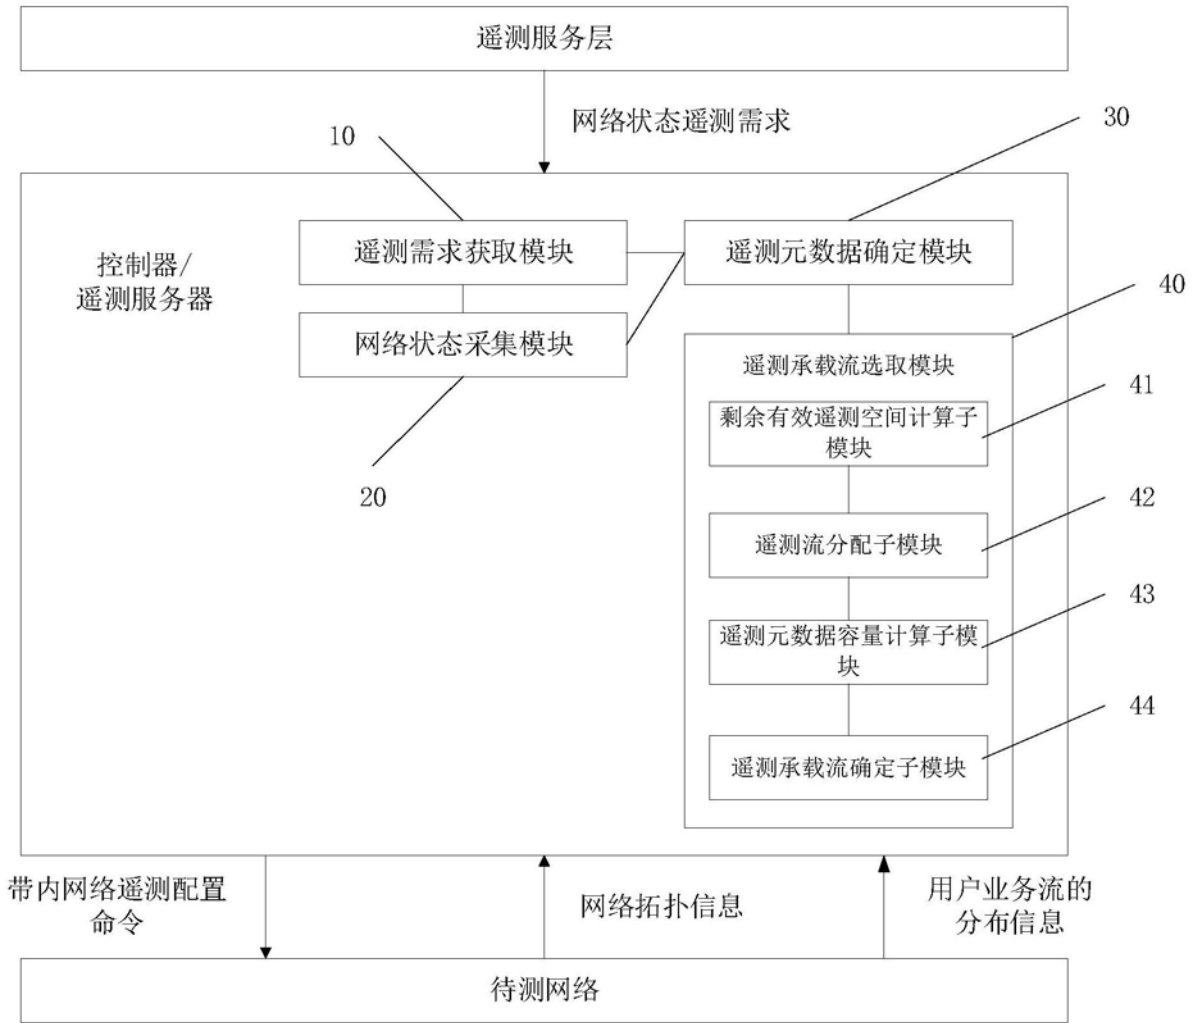 遥测服务层
网络状态遥测需求
10
30
遥测需求获取模块
遥测元数据确定模块
控制器/
遥测服务器
40
网络状态采集模块
遥测承载流选取模块
41
剩余有效遥测空间计算子
模块
20
42
遥测流分配子模块
43
遥测元数据容量计算子模
块
44
遥测承载流确定子模块
带内网络遥测配置
命令
网络拓扑信息
用户业务流的
分布信息
待测网络